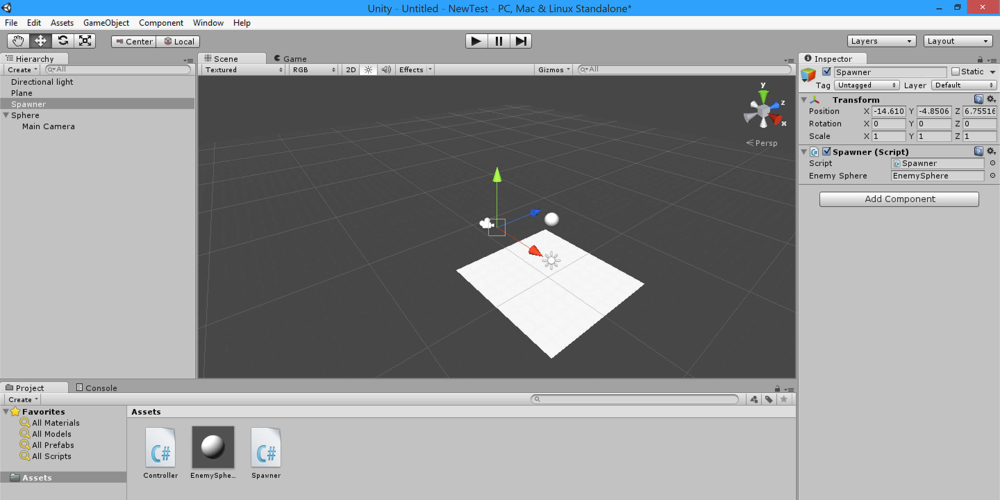 Unity - Untitled - NewTest - PC, Mac & Linux Standalone*
File Edit Assets GameObject Component Window Help
Center Local
Layers Layout
Hierarchy
Create All
Directional light
Plane
Spawner
Sphere
Main Camera
Scene Game
Textured RGB 2D Effects Gizmos All
y
z
x
Persp
Inspector
Spawner Static
Tag Untagged Layer Default
Transform
Position X -14.610 Y -4.8506 Z 6.75516
Rotation X 0 Y 0 Z 0
Scale X 1 Y 1 Z 1
Spawner (Script)
Script Spawner
Enemy Sphere EnemySphere
Add Component
Project Console
Create
Favorites
All Materials
All Models
All Prefabs
All Scripts
Assets
Assets
C# C#
Controller EnemySphe... Spawner